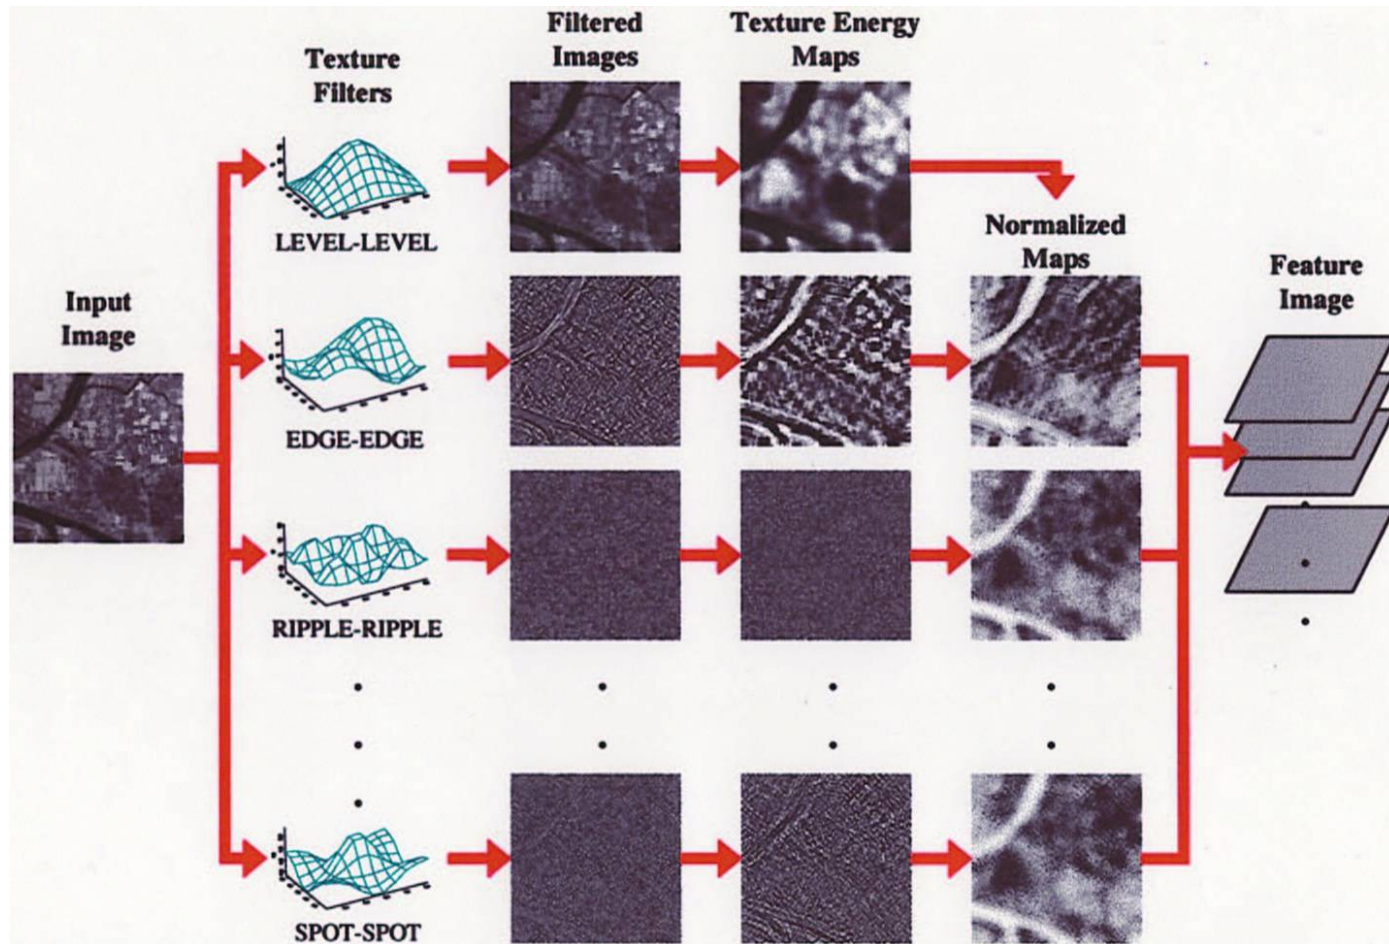 Texture
Filters
Filtered
Images
Texture Energy
Maps
LEVEL-LEVEL
Normalized
Maps
Feature
Image
Input
Image
EDGE-EDGE
RIPPLE-RIPPLE
SPOT-SPOT